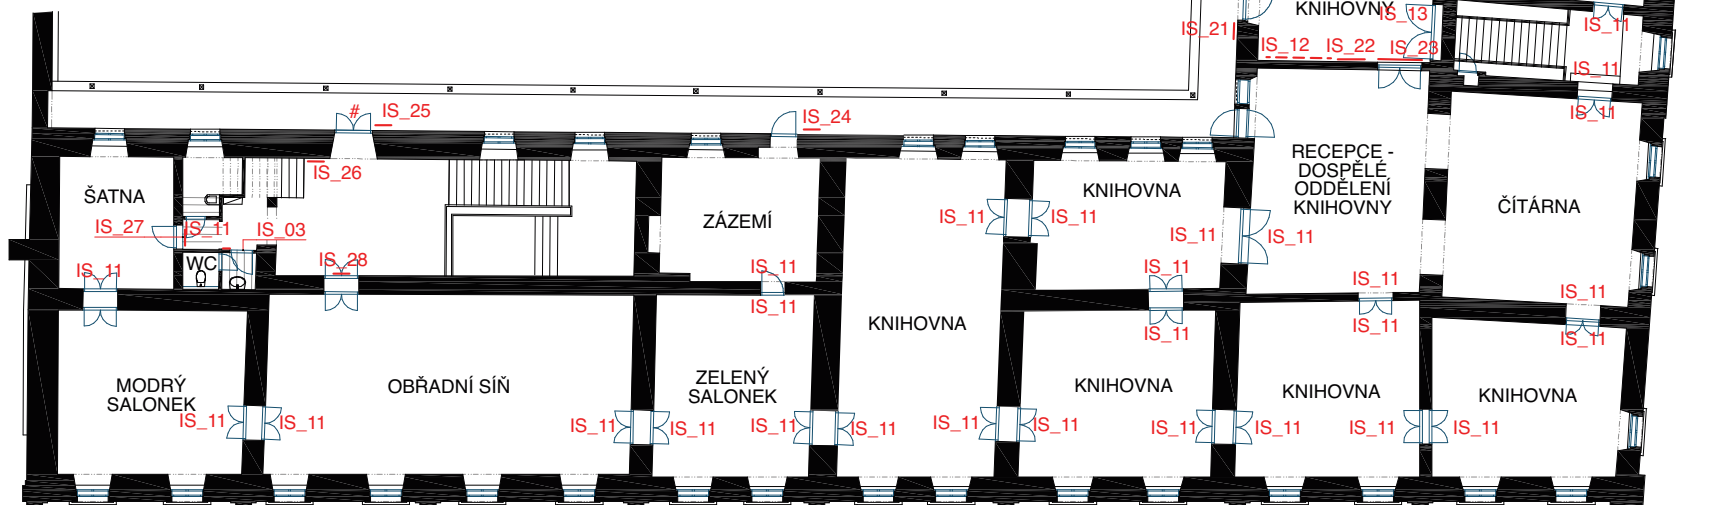 KNIHOVNY
IS_13
IS_11
IS_21
IS_12
IS_22
IS_23
IS_11
IS_11
#
IS_25
IS_24
IS_26
RECEPCE -
DOSPĚLÉ
ODDĚLENÍ
KNIHOVNY
ŠATNA
KNIHOVNA
ČÍTÁRNA
IS_27
IS_11
IS_03
ZÁZEMÍ
IS_11
IS_11
IS_11
IS_11
WC
IS_28
IS_11
IS_11
IS_11
IS_11
IS_11
IS_11
IS_11
IS_11
IS_11
KNIHOVNA
IS_11
MODRÝ
SALONEK
OBŘADNÍ SÍŇ
ZELENÝ
SALONEK
KNIHOVNA
KNIHOVNA
KNIHOVNA
IS_11
IS_11
IS_11
IS_11
IS_11
IS_11
IS_11
IS_11
IS_11
IS_11
IS_11
IS_11